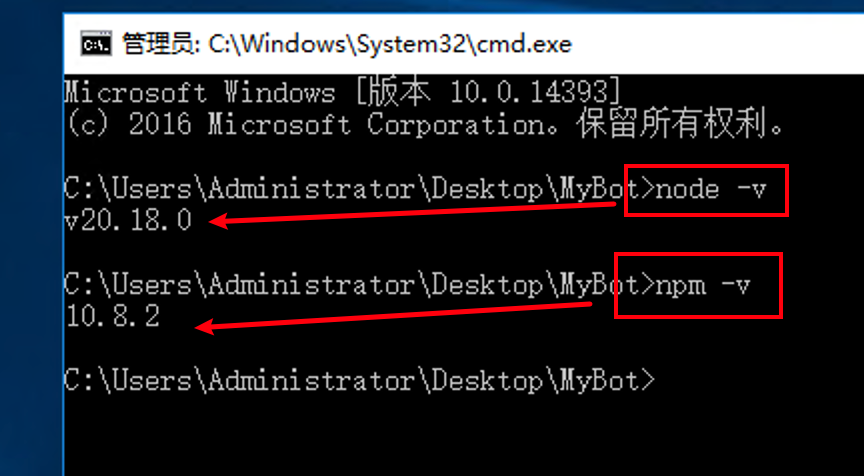 管理员: C:\Windows\System32\cmd.exe
Microsoft Windows [版本 10.0.14393]
(c) 2016 Microsoft Corporation。保留所有权利。
C:\Users\Administrator\Desktop\MyBot>node -v
v20.18.0
C:\Users\Administrator\Desktop\MyBot>npm -v
10.8.2
C:\Users\Administrator\Desktop\MyBot>